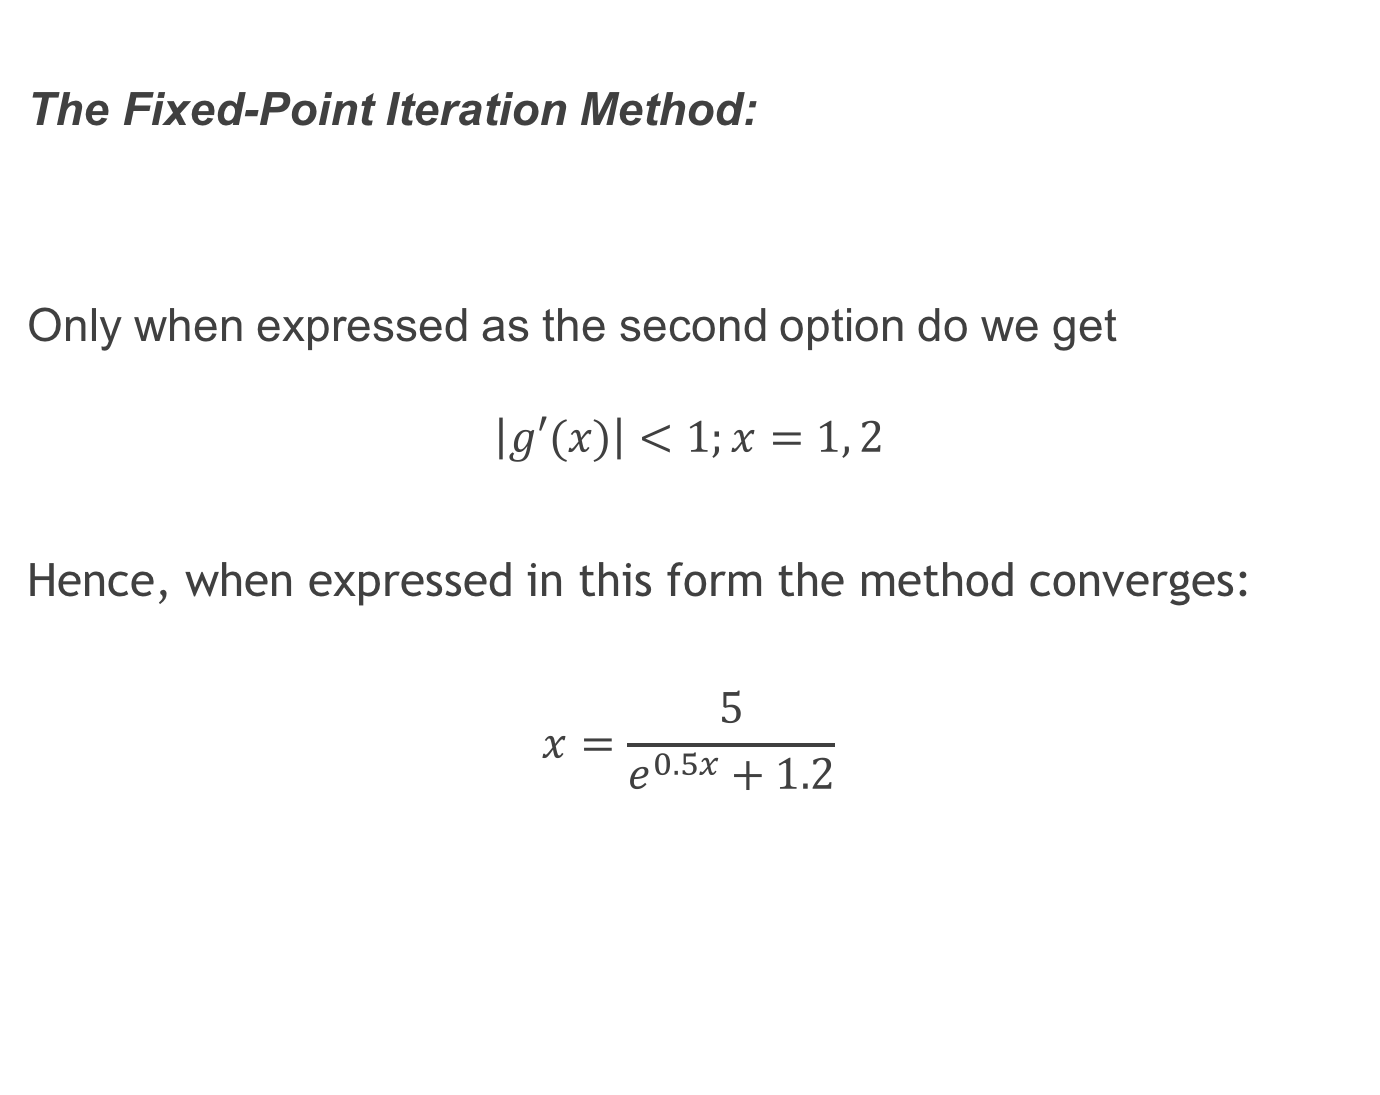 The Fixed-Point Iteration Method:
Only when expressed as the second option do we get
|g′(x)| < 1; x = 1, 2
Hence, when expressed in this form the method converges:
x = 5 / (e^0.5x + 1.2)